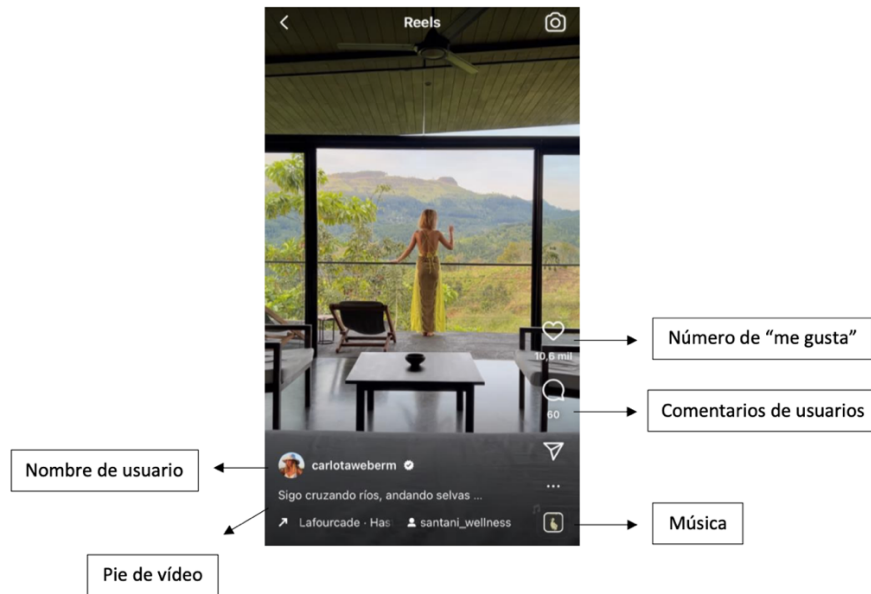 Reels
10,6 mil
Número de “me gusta”
60
Comentarios de usuarios
Nombre de usuario
carlotaweberm
Sigo cruzando ríos, andando selvas ...
Lafourcade · Has
santani_wellness
Música
Pie de vídeo